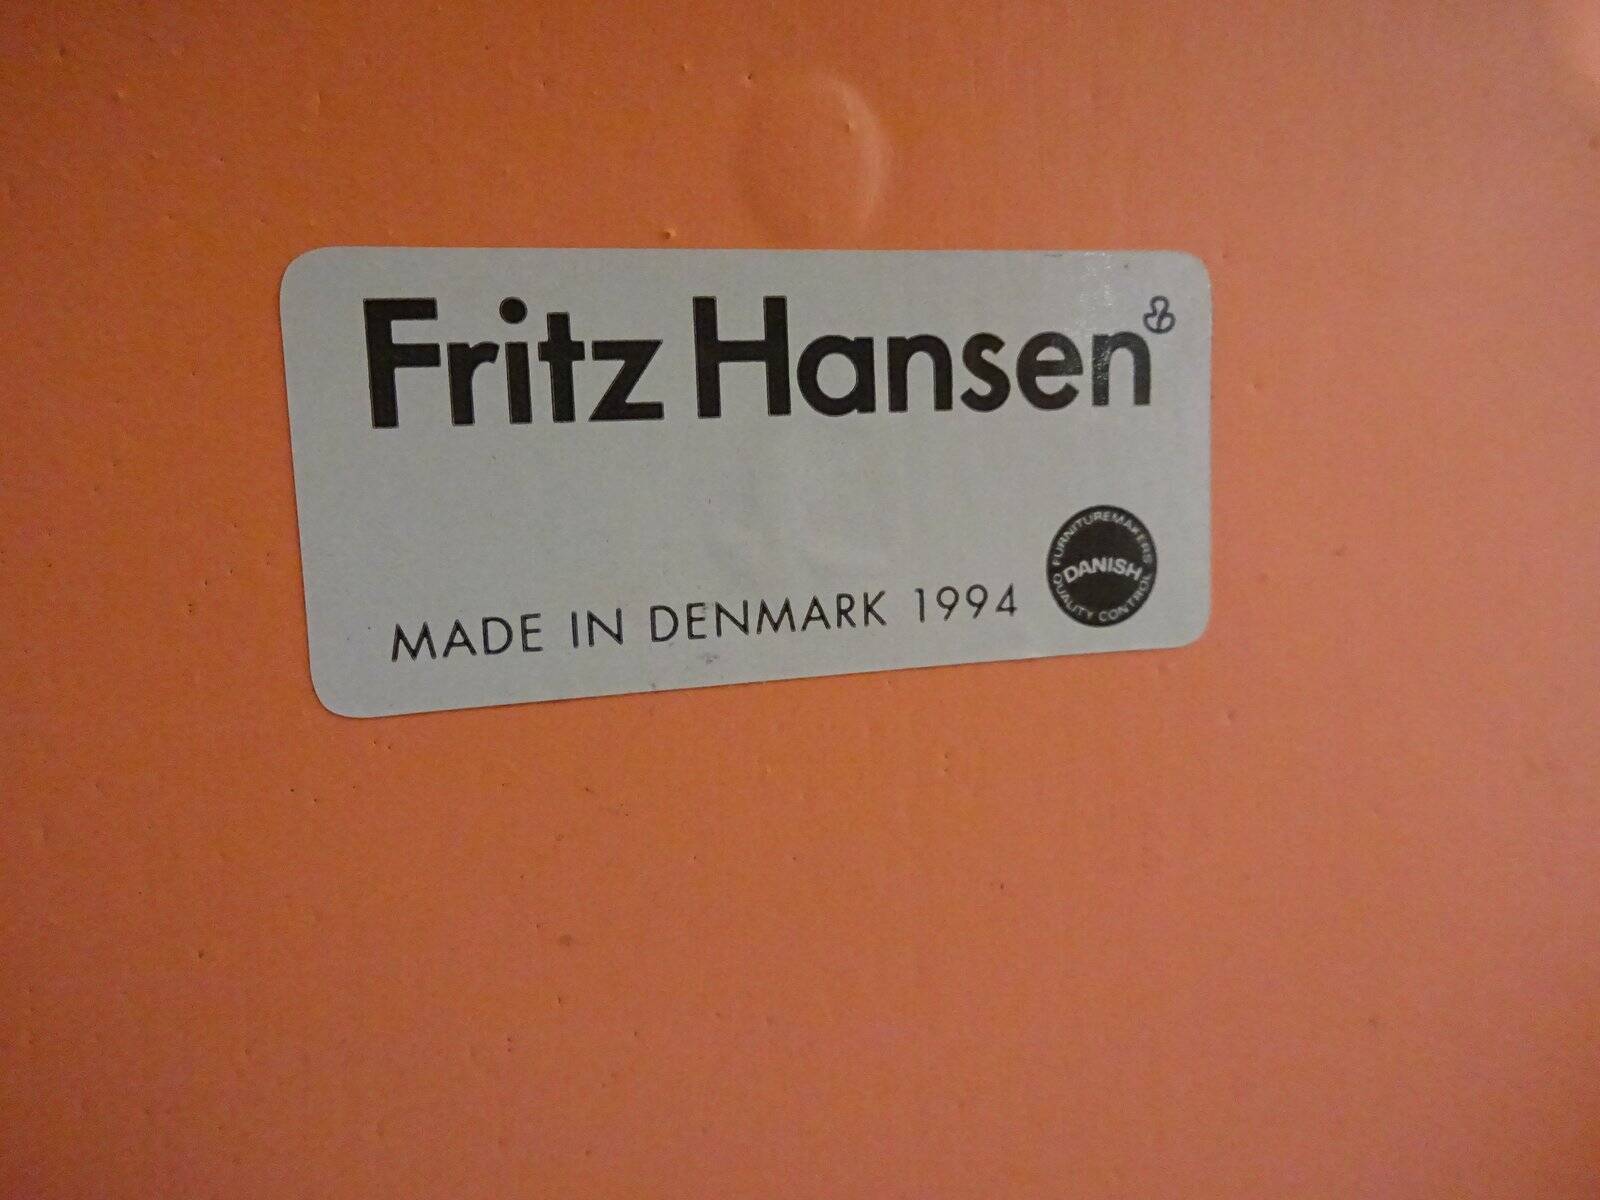 Fritz Hansen
MADE IN DENMARK 1994
FURNITUREMAKERS
DANISH
QUALITY CONTROL